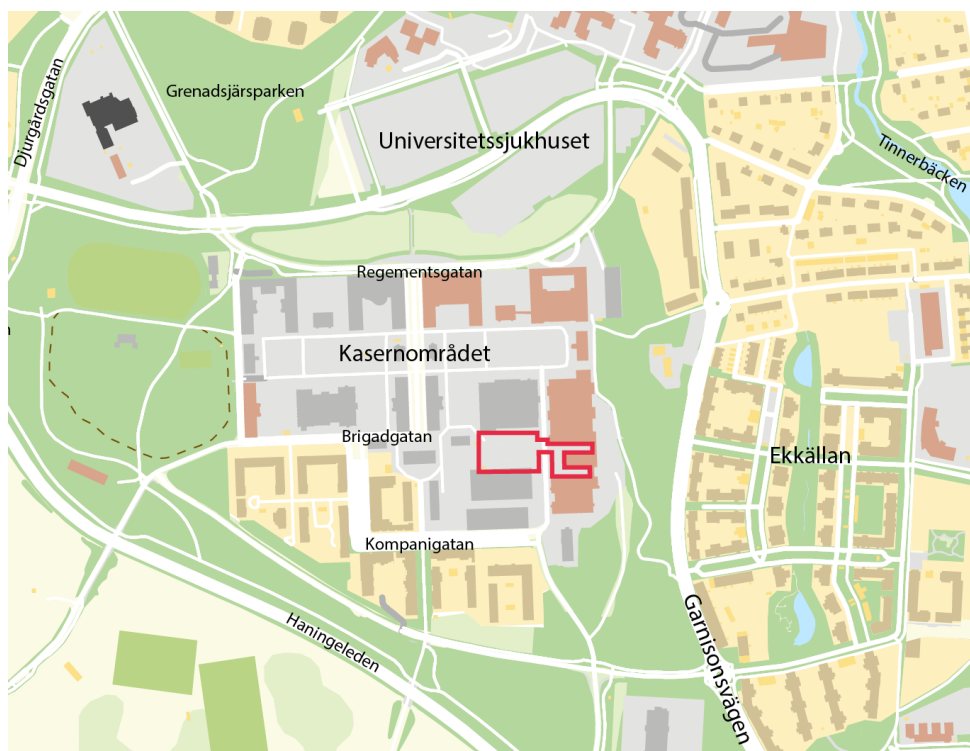 Djurgårdsgatan
Grenadsjärsparken
Universitetssjukhuset
Tinnerbäcken
Regementsgatan
Kasernområdet
Brigadgatan
Ekkällan
Kompanigatan
Haningeleden
Garnisonsvägen